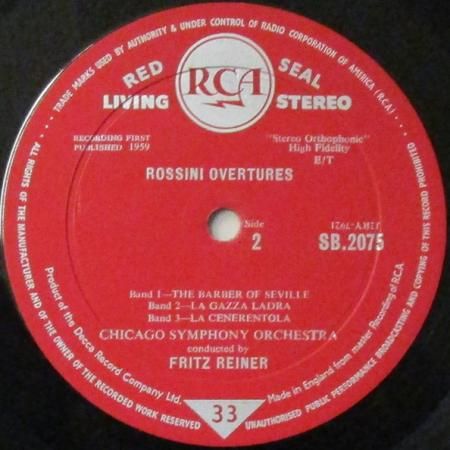 TRADE MARKS USED BY AUTHORITY & UNDER CONTROL OF RADIO CORPORATION OF AMERICA (R.C.A.)
RCA
RED SEAL
LIVING STEREO
RECORDING FIRST
PUBLISHED 1959
"Stereo Orthophonic"
High Fidelity
E/T
ROSSINI OVERTURES
Side
2
SB.2075
Band 1—THE BARBER OF SEVILLE
Band 2—LA GAZZA LADRA
Band 3—LA CENERENTOLA
CHICAGO SYMPHONY ORCHESTRA
conducted by
FRITZ REINER
Product of the Decca Record Company Ltd.
Made in England from master Recording of R.C.A.
33
ALL RIGHTS OF THE MANUFACTURER AND OF THE OWNER OF THE RECORDED WORK RESERVED
UNAUTHORISED PUBLIC PERFORMANCE BROADCASTING AND COPYING OF THIS RECORD PROHIBITED